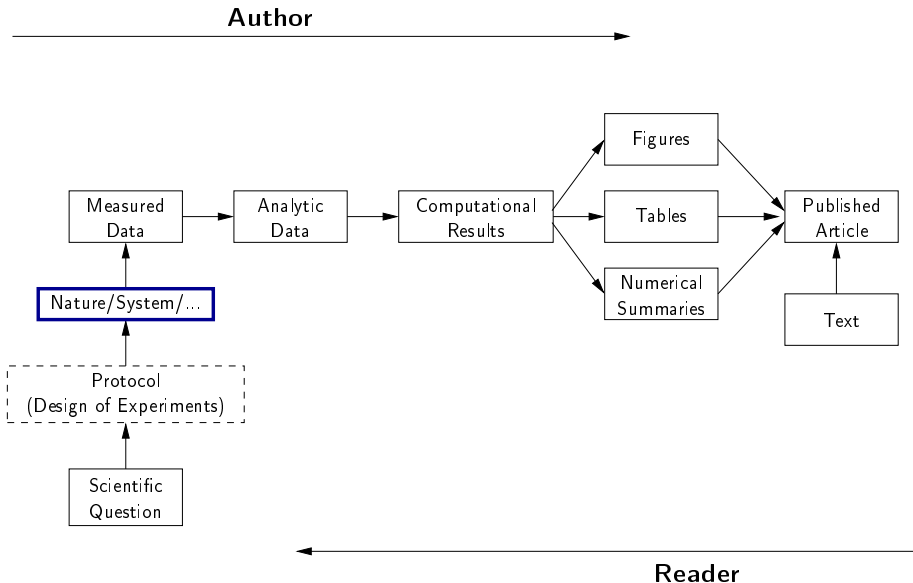 Author
Figures
Measured
Data
Analytic
Data
Computational
Results
Tables
Published
Article
Numerical
Summaries
Nature/System/...
Text
Protocol
(Design of Experiments)
Scientific
Question
Reader